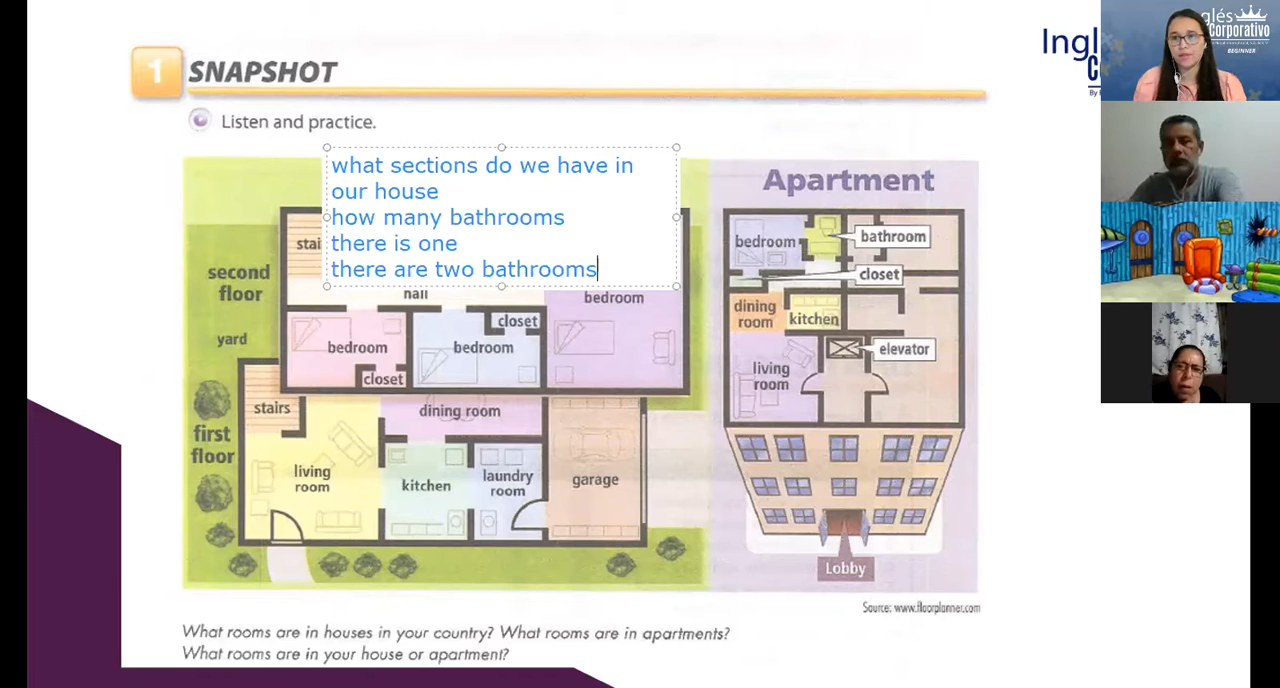 1 SNAPSHOT
Listen and practice.
what sections do we have in
our house
how many bathrooms
there is one
there are two bathrooms
second
floor
yard
hall
bedroom
closet
bedroom
bedroom
closet
stairs
dining room
first
floor
living
room
kitchen
laundry
room
garage
Apartment
bedroom
bathroom
closet
dining
room
kitchen
elevator
living
room
Lobby
Source: www.floorplanner.com
What rooms are in houses in your country? What rooms are in apartments?
What rooms are in your house or apartment?
Corporativo
BEGINNER